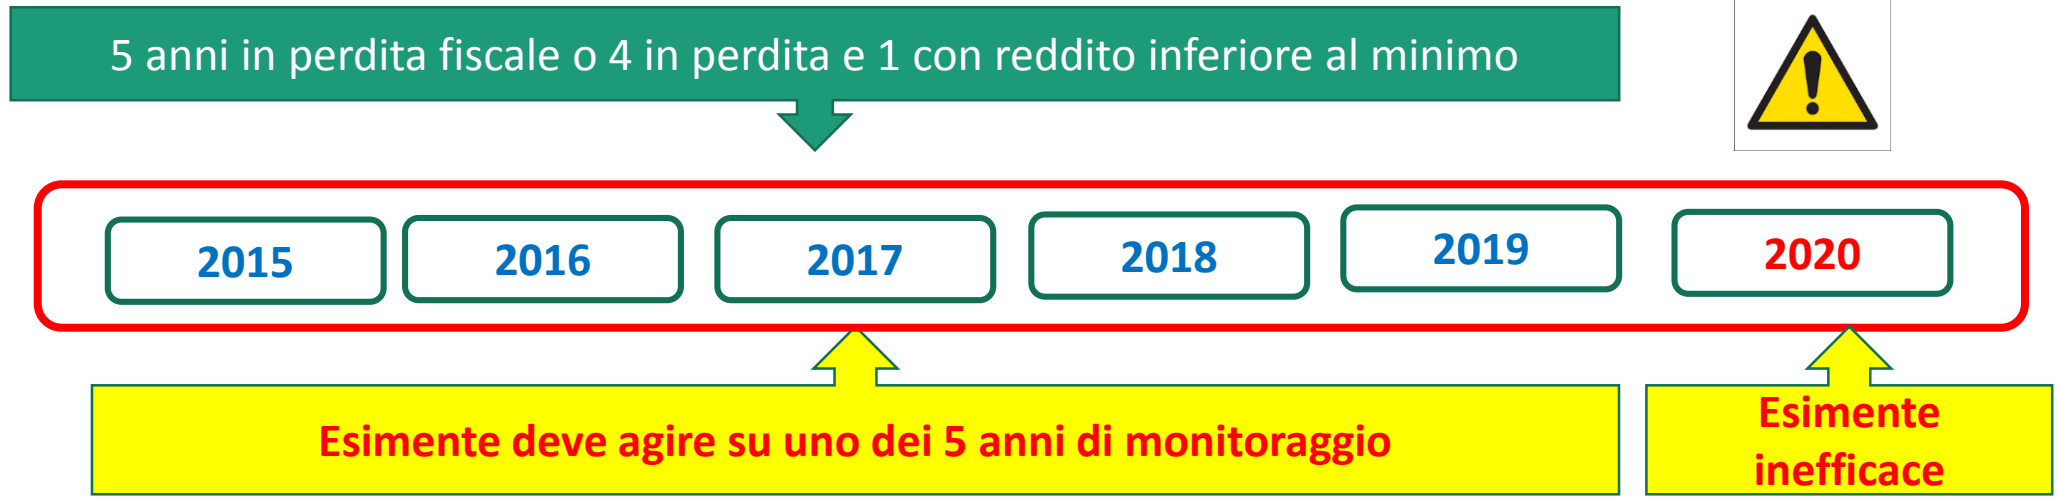 5 anni in perdita fiscale o 4 in perdita e 1 con reddito inferiore al minimo
2015 2016 2017 2018 2019 2020
Esimente deve agire su uno dei 5 anni di monitoraggio
Esimente
inefficace